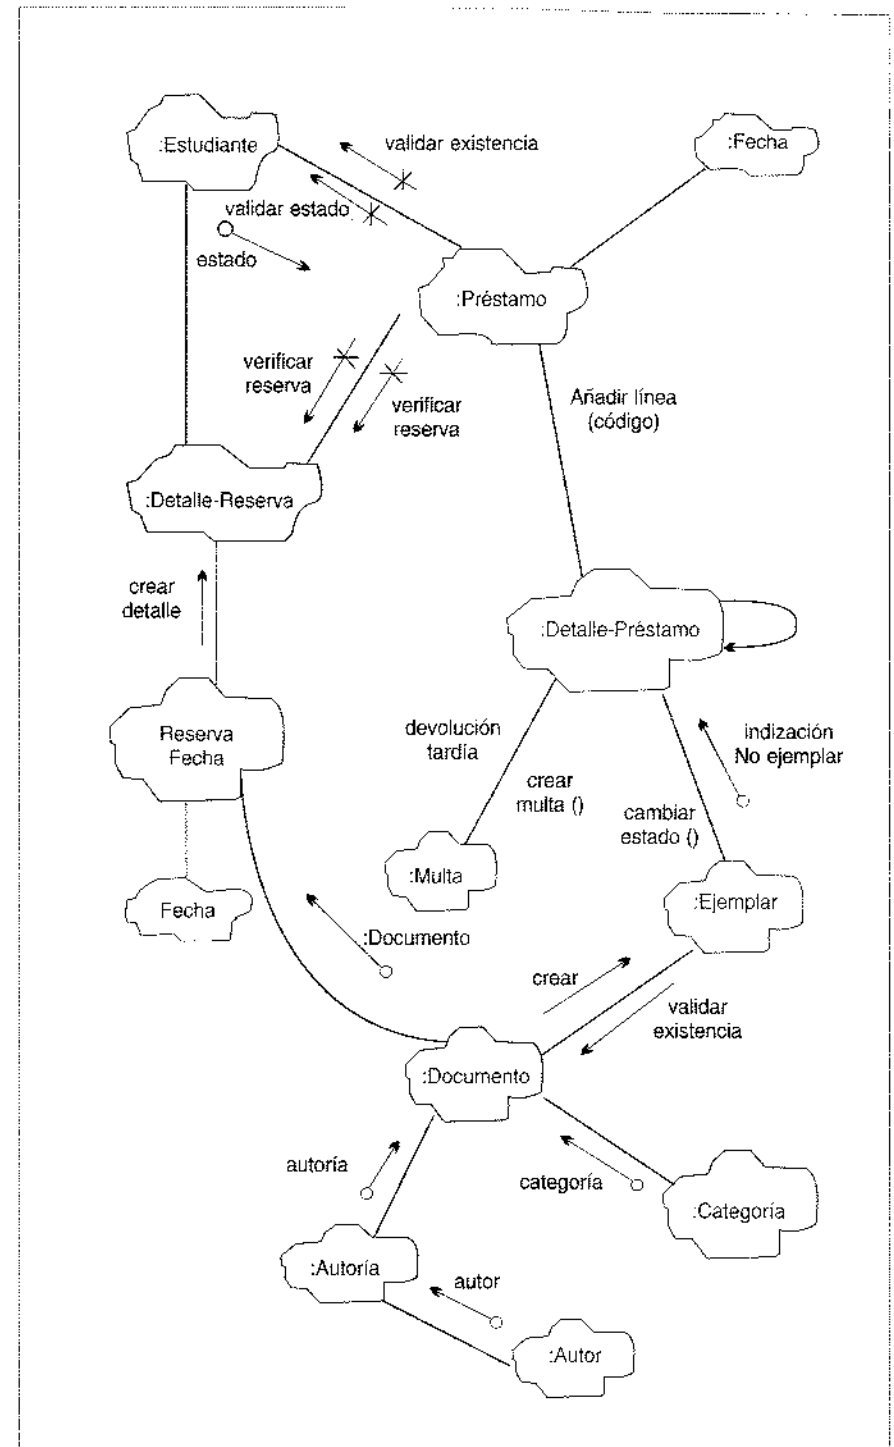 :Estudiante
validar existencia
:Fecha
validar estado
estado
:Préstamo
verificar
reserva
verificar
reserva
Añadir línea
(código)
:Detalle-Reserva
crear
detalle
:Detalle-Préstamo
Reserva
Fecha
devolución
tardía
indización
No ejemplar
crear
multa ()
cambiar
estado ()
:Multa
:Ejemplar
Fecha
:Documento
crear
validar
existencia
:Documento
autoría
categoría
:Categoría
:Autoría
autor
:Autor